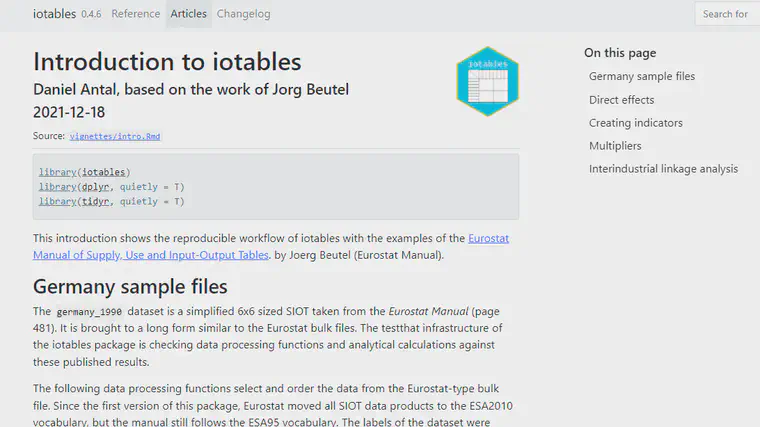 iotables 0.4.6 Reference Articles Changelog
Search for
Introduction to iotables
Daniel Antal, based on the work of Jorg Beutel
2021-12-18
Source: vignettes/intro.Rmd
iotables
library(iotables)
library(dplyr, quietly = T)
library(tidyr, quietly = T)
This introduction shows the reproducible workflow of iotables with the examples of the Eurostat
Manual of Supply, Use and Input-Output Tables. by Joerg Beutel (Eurostat Manual).
Germany sample files
The germany_1990 dataset is a simplified 6x6 sized SIOT taken from the Eurostat Manual (page
481). It is brought to a long form similar to the Eurostat bulk files. The testthat infrastructure of
the iotables package is checking data processing functions and analytical calculations against
these published results.
The following data processing functions select and order the data from the Eurostat-type bulk
file. Since the first version of this package, Eurostat moved all SIOT data products to the ESA2010
vocabulary, but the manual still follows the ESA95 vocabulary. The labels of the dataset were
On this page
Germany sample files
Direct effects
Creating indicators
Multipliers
Interindustrial linkage analysis